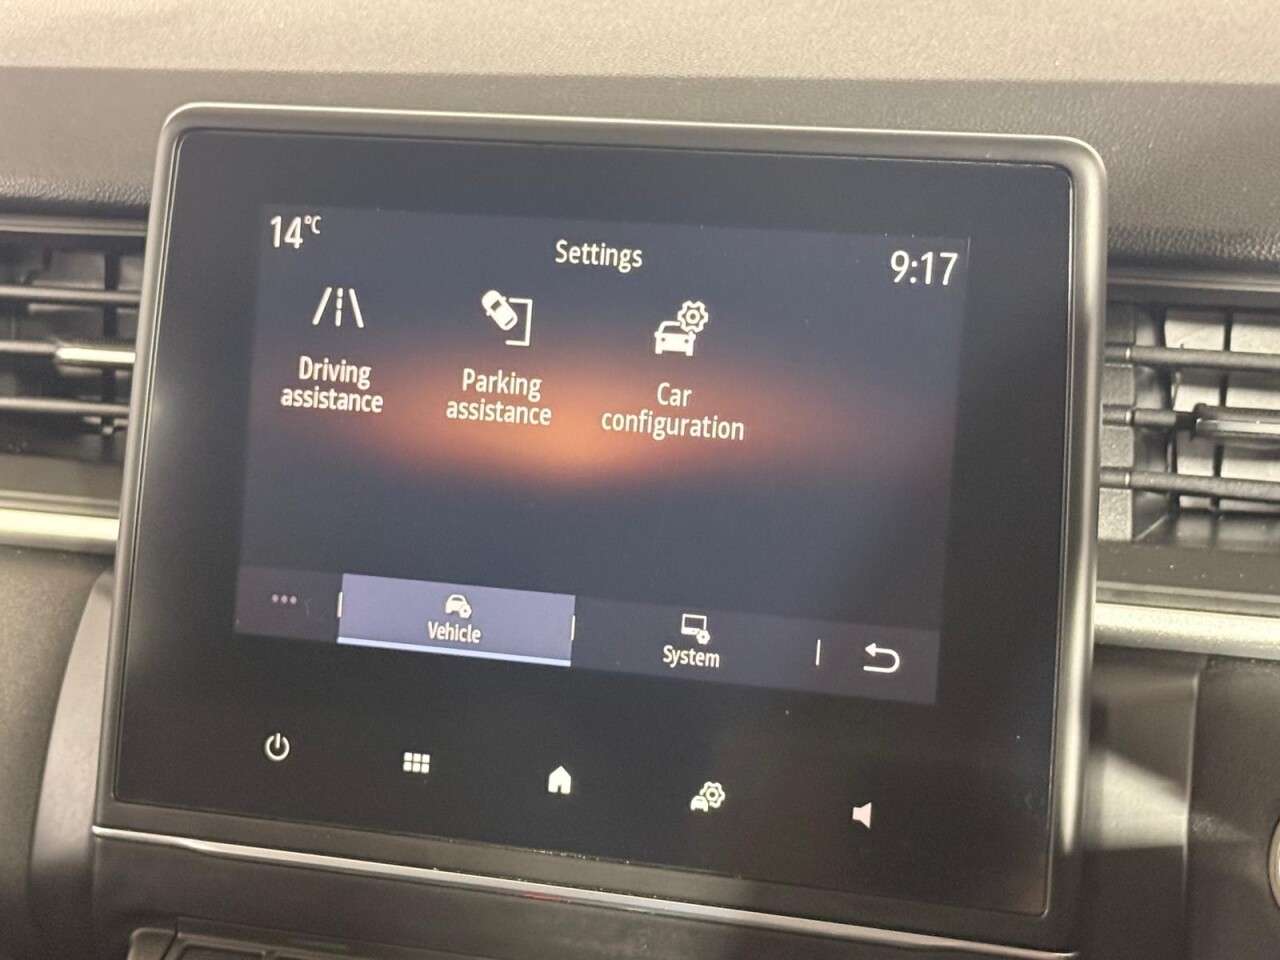 14°C
Settings
9:17
Driving
assistance
Parking
assistance
Car
configuration
Vehicle
System